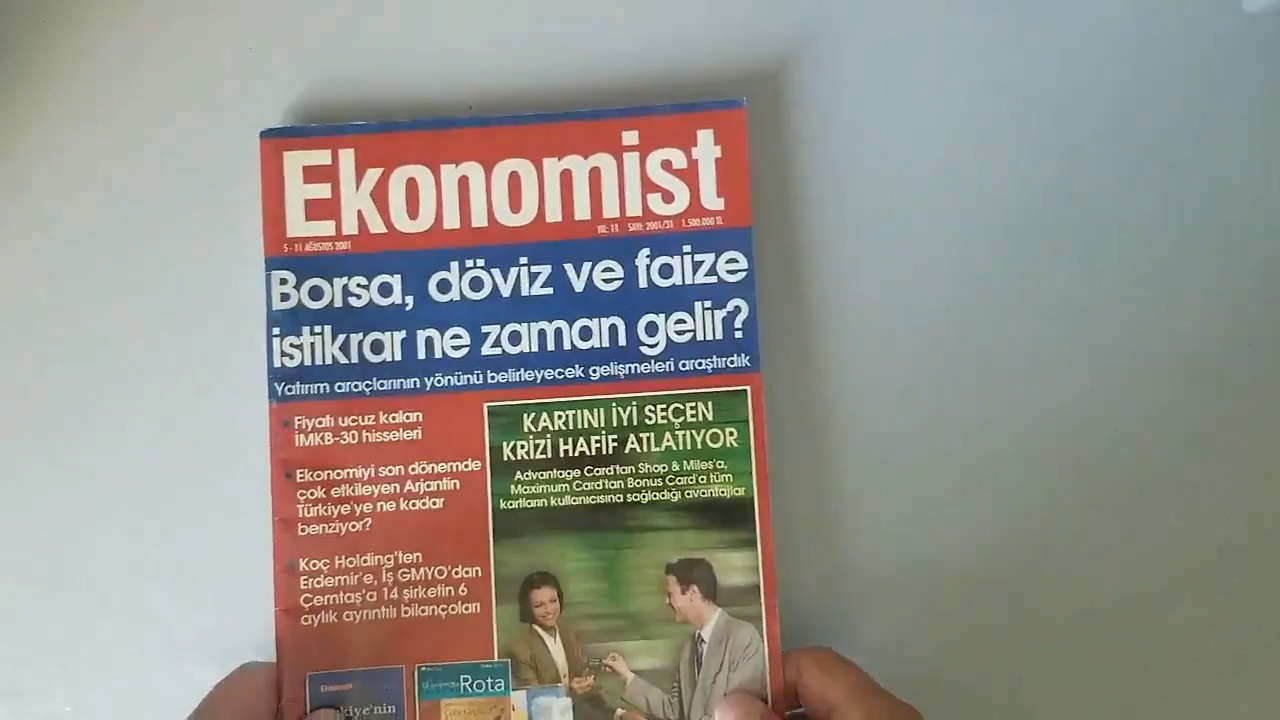 Ekonomist
5 - 11 AĞUSTOS 2001
YIL: 11 SAYI: 2001/31 1.500.000 TL
Borsa, döviz ve faize
istikrar ne zaman gelir?
Yatırım araçlarının yönünü belirleyecek gelişmeleri araştırdık
Fiyatı ucuz kalan
İMKB-30 hisseleri
Ekonomiyi son dönemde
çok etkileyen Arjantin
Türkiye'ye ne kadar
benziyor?
Koç Holding'ten
Erdemir'e, İş GMYO'dan
Çemtaş'a 14 şirketin 6
aylık ayrıntılı bilançoları
KARTINI İYİ SEÇEN
KRİZİ HAFİF ATLATIYOR
Advantage Card'tan Shop & Miles'a,
Maximum Card'tan Bonus Card'a tüm
kartların kullanıcısına sağladığı avantajlar
Rota